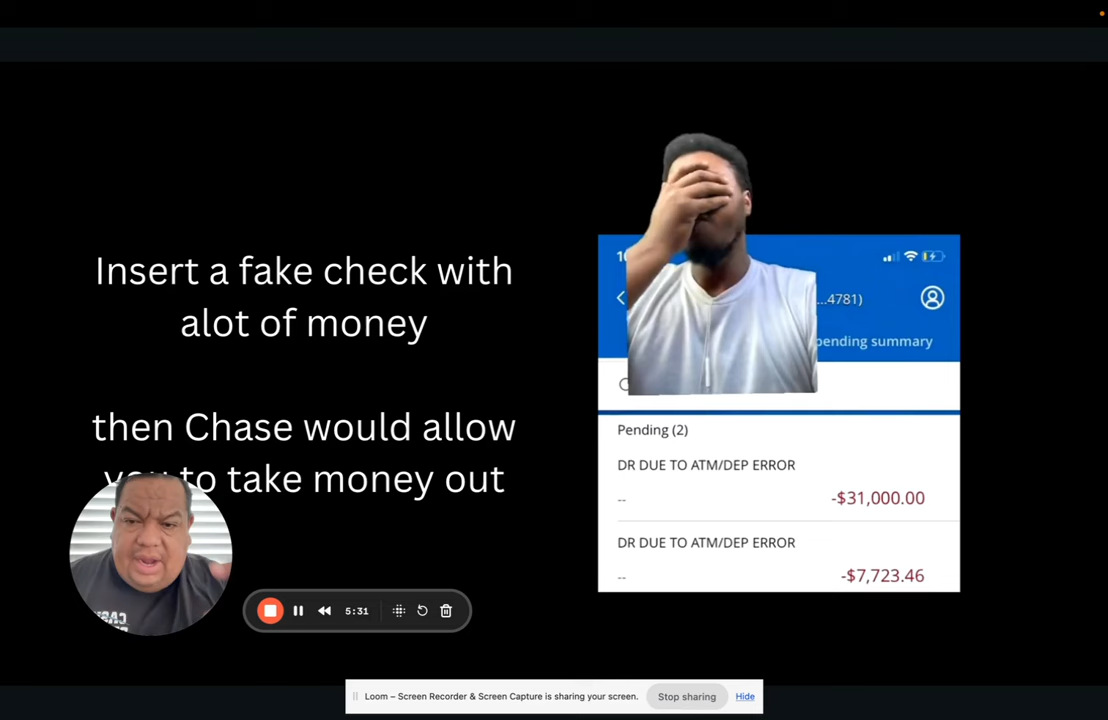 Insert a fake check with
alot of money
then Chase would allow
you to take money out
...4781)
pending summary
Pending (2)
DR DUE TO ATM/DEP ERROR
--
-$31,000.00
DR DUE TO ATM/DEP ERROR
--
-$7,723.46
5:31
Loom – Screen Recorder & Screen Capture is sharing your screen.
Stop sharing
Hide